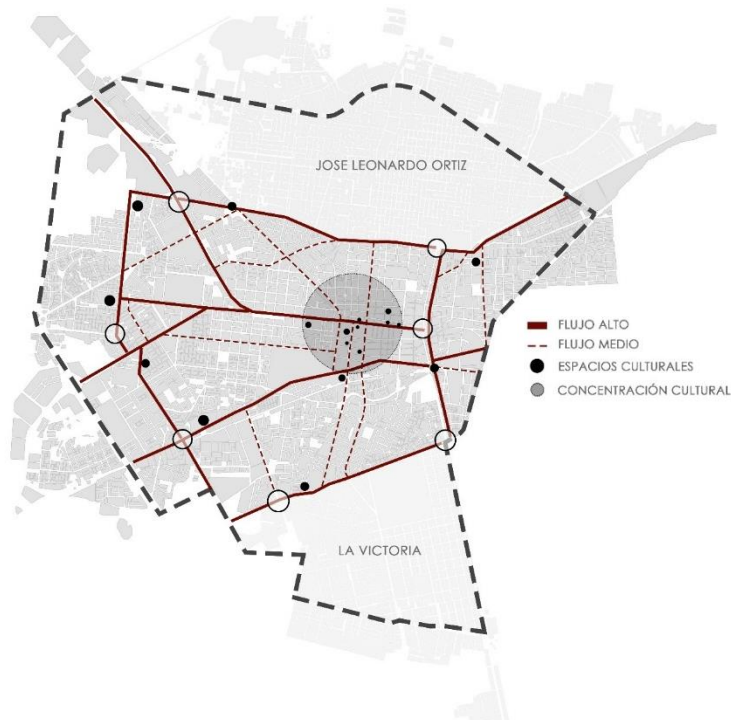 JOSE LEONARDO ORTIZ
FLUJO ALTO
FLUJO MEDIO
ESPACIOS CULTURALES
CONCENTRACIÓN CULTURAL
LA VICTORIA